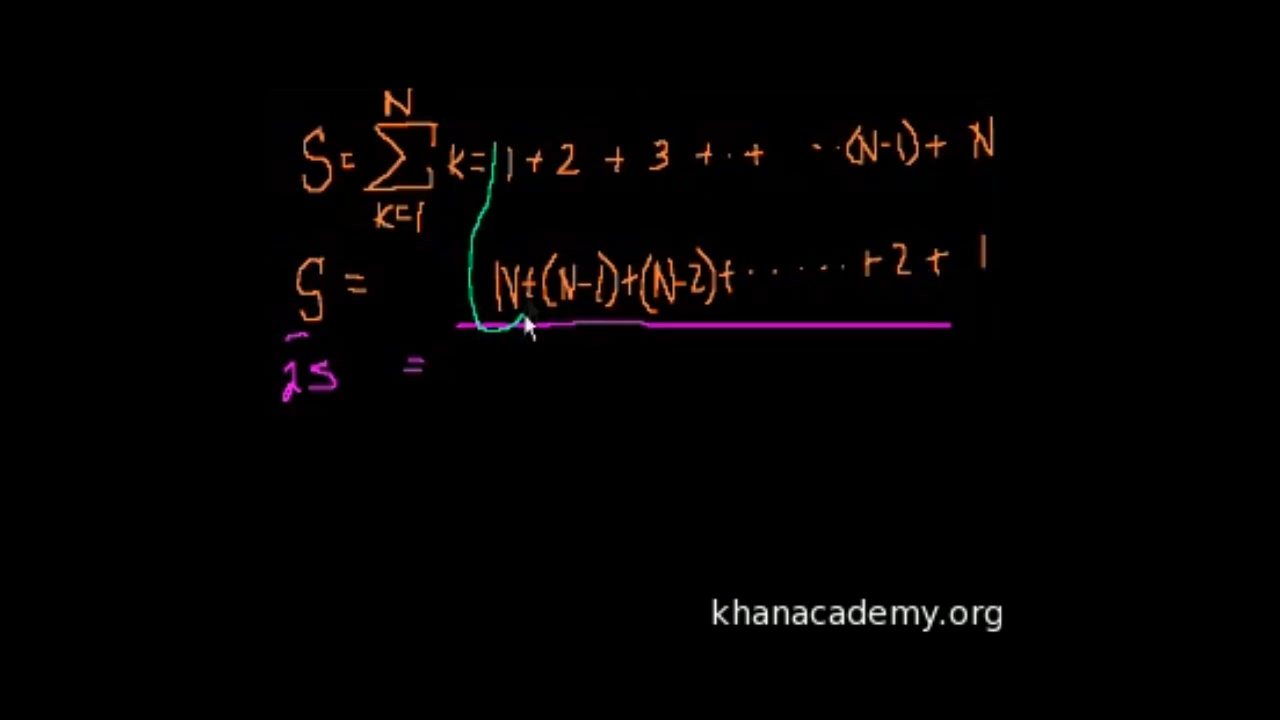 N
S = ∑ k = 1 + 2 + 3 + · · + · · (N-1) + N
k=1
S = N + (N-1) + (N-2) + · · · · · · + 2 + 1
2S =
khanacademy.org